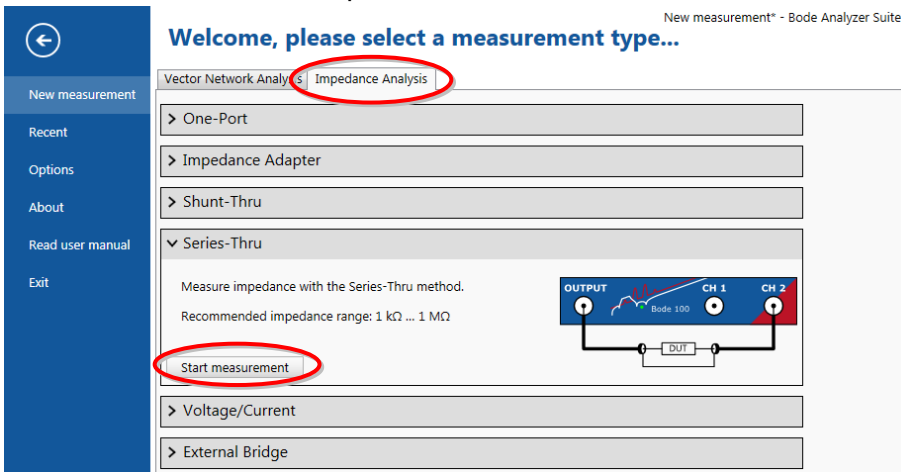 New measurement* - Bode Analyzer Suite
Welcome, please select a measurement type...
Vector Network Analysis
Impedance Analysis
New measurement
Recent
Options
About
Read user manual
Exit
One-Port
Impedance Adapter
Shunt-Thru
Series-Thru
Measure impedance with the Series-Thru method.
Recommended impedance range: 1 kΩ ... 1 MΩ
OUTPUT
Bode 100
CH 1
CH 2
DUT
Start measurement
Voltage/Current
External Bridge